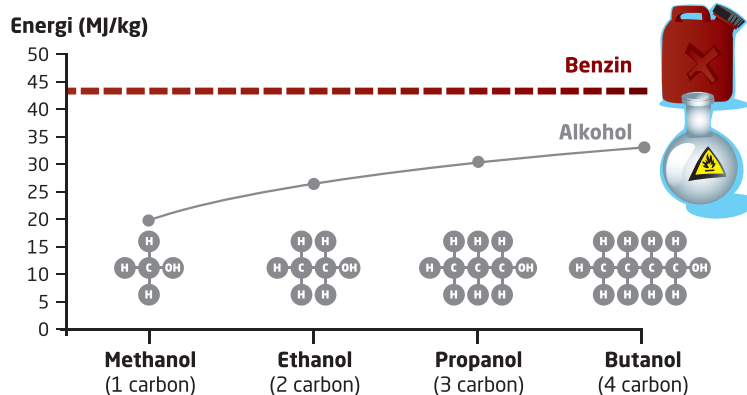 Energi (MJ/kg)
50
45
40
35
30
25
20
15
10
5
0
Benzin
Alkohol
H
H C OH
H
H H
H C C OH
H H
H H H
H C C C OH
H H H
H H H H
H C C C C OH
H H H H
Methanol
(1 carbon)
Ethanol
(2 carbon)
Propanol
(3 carbon)
Butanol
(4 carbon)